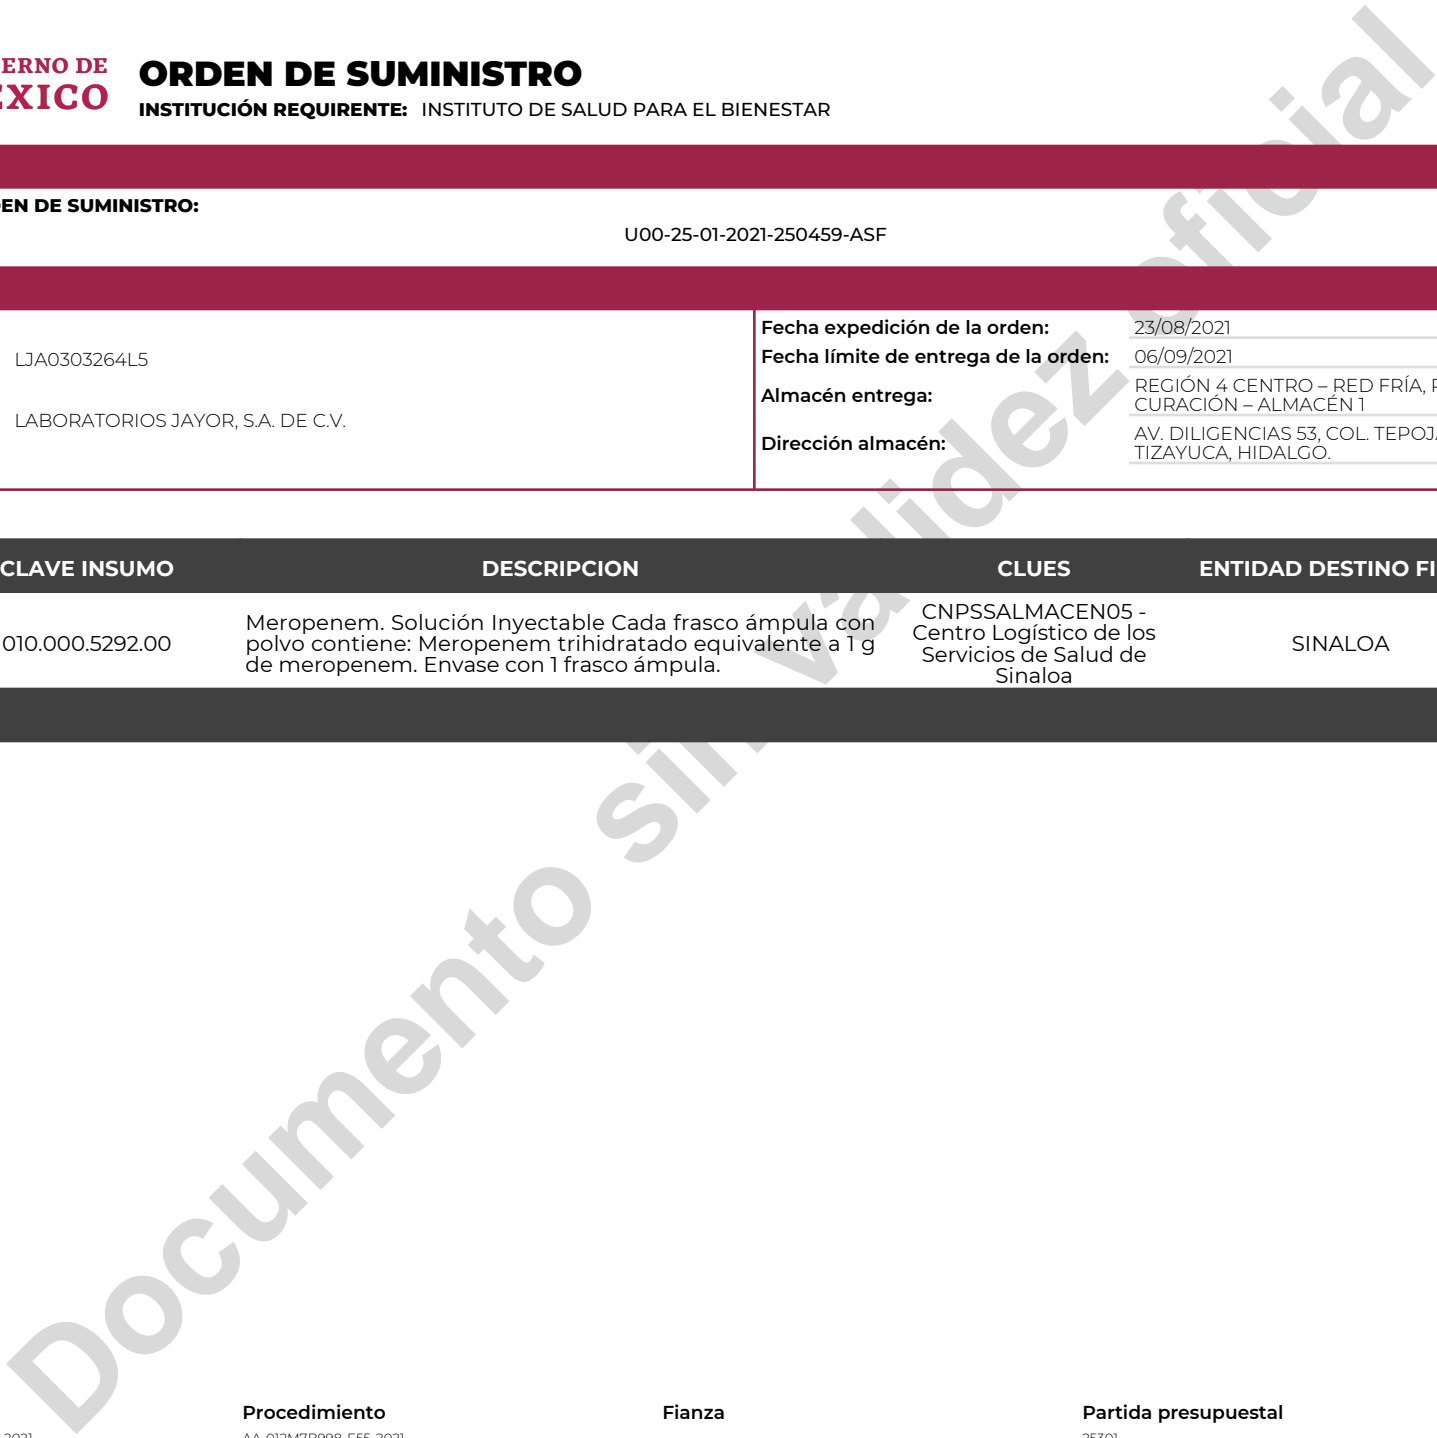 ERNO DE
ÉXICO
ORDEN DE SUMINISTRO
INSTITUCIÓN REQUIRENTE: INSTITUTO DE SALUD PARA EL BIENESTAR
EN DE SUMINISTRO:
U00-25-01-2021-250459-ASF
LJA0303264L5
LABORATORIOS JAYOR, S.A. DE C.V.
Fecha expedición de la orden: 23/08/2021
Fecha límite de entrega de la orden: 06/09/2021
Almacén entrega: REGIÓN 4 CENTRO – RED FRÍA,
CURACIÓN – ALMACÉN 1
Dirección almacén: AV. DILIGENCIAS 53, COL. TEPOJA
TIZAYUCA, HIDALGO.
CLAVE INSUMO DESCRIPCION CLUES ENTIDAD DESTINO FI
010.000.5292.00
Meropenem. Solución Inyectable Cada frasco ámpula con
polvo contiene: Meropenem trihidratado equivalente a 1 g
de meropenem. Envase con 1 frasco ámpula.
CNPSSALMACEN05 -
Centro Logístico de los
Servicios de Salud de
Sinaloa
SINALOA
Procedimiento Fianza Partida presupuestal
Documento sin validez oficial